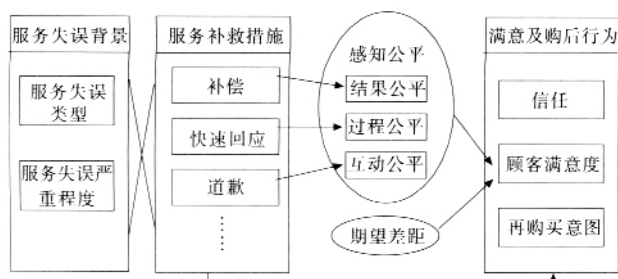 服务失误背景
服务失误
类型
服务失误严
重程度
服务补救措施
补偿
快速回应
道歉
……
感知公平
结果公平
过程公平
互动公平
期望差距
满意及购后行为
信任
顾客满意度
再购买意图